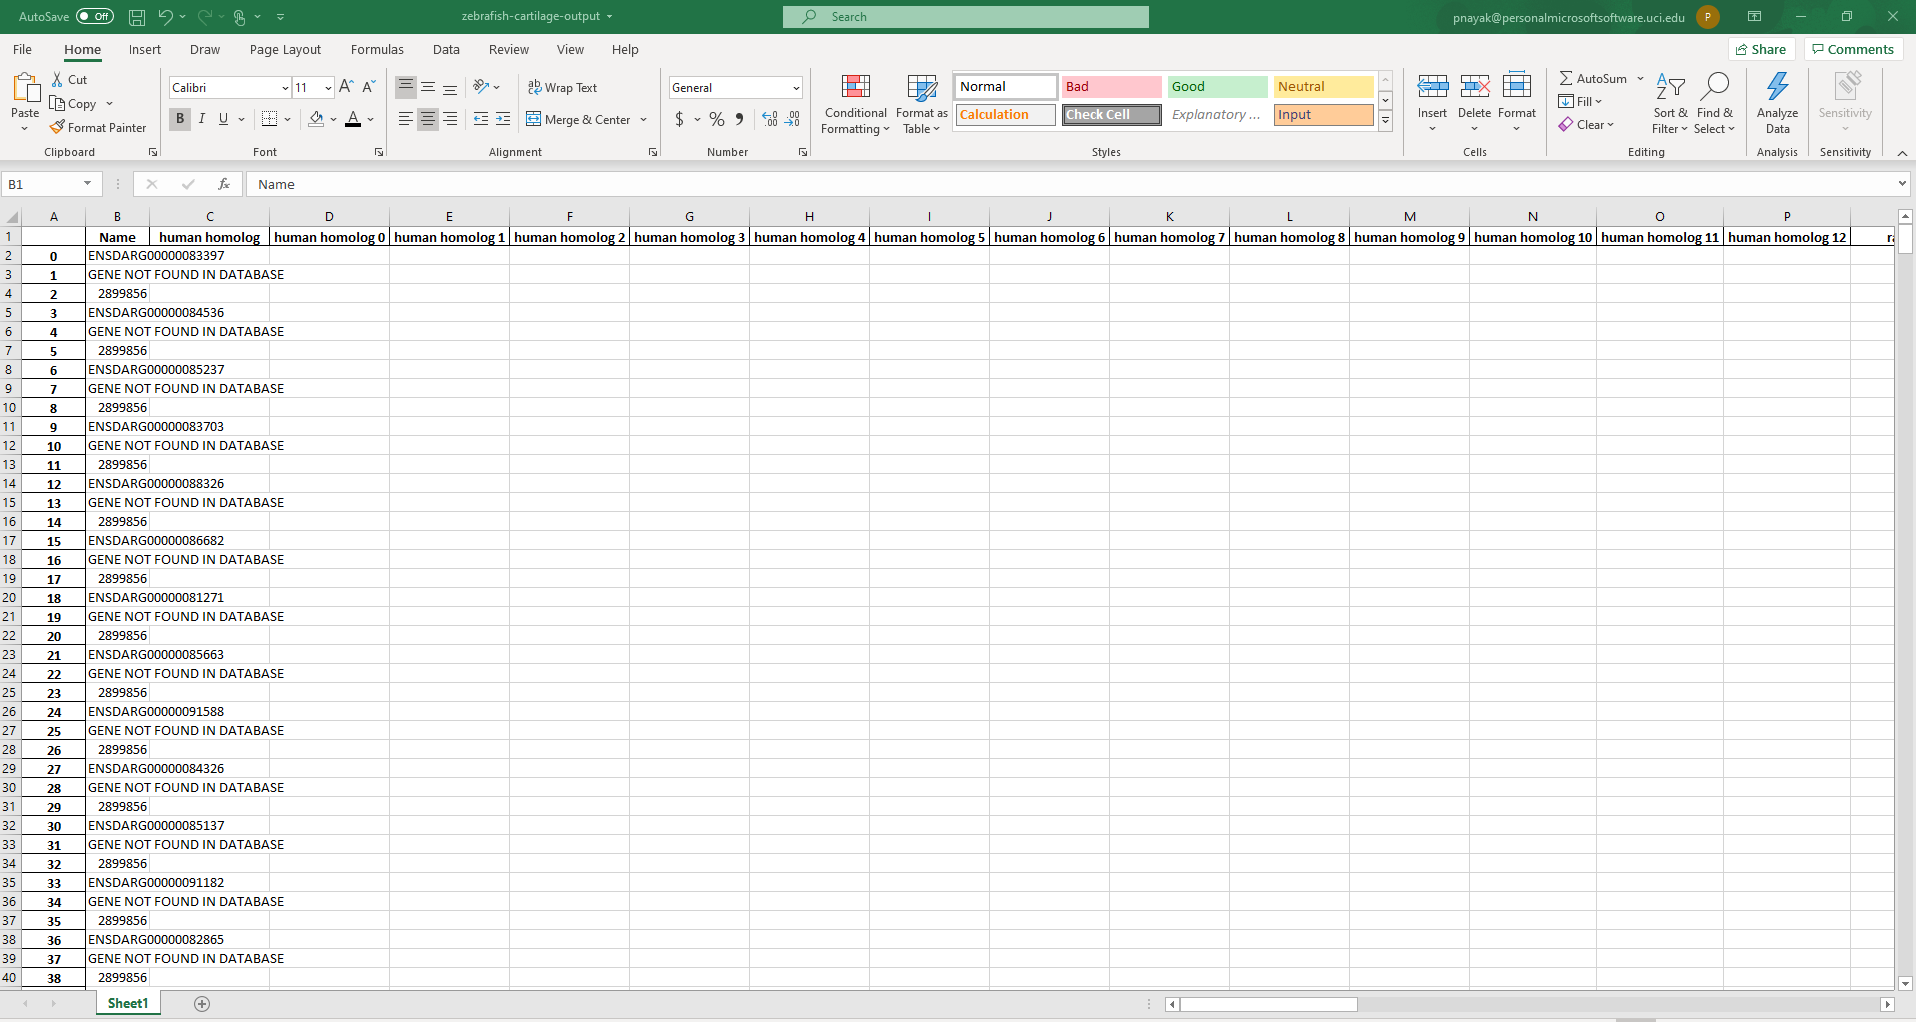 AutoSave Off zebrafish-cartilage-output Search pnayak@personalmicrosoftsoftware.uci.edu P
File Home Insert Draw Page Layout Formulas Data Review View Help Share Comments
Paste Cut Copy Format Painter Clipboard
Calibri 11 B I U A Font
Wrap Text Merge & Center Alignment
General $ % Number
Conditional Formatting Format as Table
Normal Bad Good Neutral
Calculation Check Cell Explanatory ... Input
Styles
Insert Delete Format Cells
AutoSum Fill Clear Sort & Filter Find & Select Editing
Analyze Data Analysis
Sensitivity Sensitivity
B1 fx Name
A B C D E F G H I J K L M N O P
1 Name human homolog human homolog 0 human homolog 1 human homolog 2 human homolog 3 human homolog 4 human homolog 5 human homolog 6 human homolog 7 human homolog 8 human homolog 9 human homolog 10 human homolog 11 human homolog 12
2 0 ENSDARG00000083397
3 1 GENE NOT FOUND IN DATABASE
4 2 2899856
5 3 ENSDARG00000084536
6 4 GENE NOT FOUND IN DATABASE
7 5 2899856
8 6 ENSDARG00000085237
9 7 GENE NOT FOUND IN DATABASE
10 8 2899856
11 9 ENSDARG00000083703
12 10 GENE NOT FOUND IN DATABASE
13 11 2899856
14 12 ENSDARG00000088326
15 13 GENE NOT FOUND IN DATABASE
16 14 2899856
17 15 ENSDARG00000086682
18 16 GENE NOT FOUND IN DATABASE
19 17 2899856
20 18 ENSDARG00000081271
21 19 GENE NOT FOUND IN DATABASE
22 20 2899856
23 21 ENSDARG00000085663
24 22 GENE NOT FOUND IN DATABASE
25 23 2899856
26 24 ENSDARG00000091588
27 25 GENE NOT FOUND IN DATABASE
28 26 2899856
29 27 ENSDARG00000084326
30 28 GENE NOT FOUND IN DATABASE
31 29 2899856
32 30 ENSDARG00000085137
33 31 GENE NOT FOUND IN DATABASE
34 32 2899856
35 33 ENSDARG00000091182
36 34 GENE NOT FOUND IN DATABASE
37 35 2899856
38 36 ENSDARG00000082865
39 37 GENE NOT FOUND IN DATABASE
40 38 2899856
Sheet1